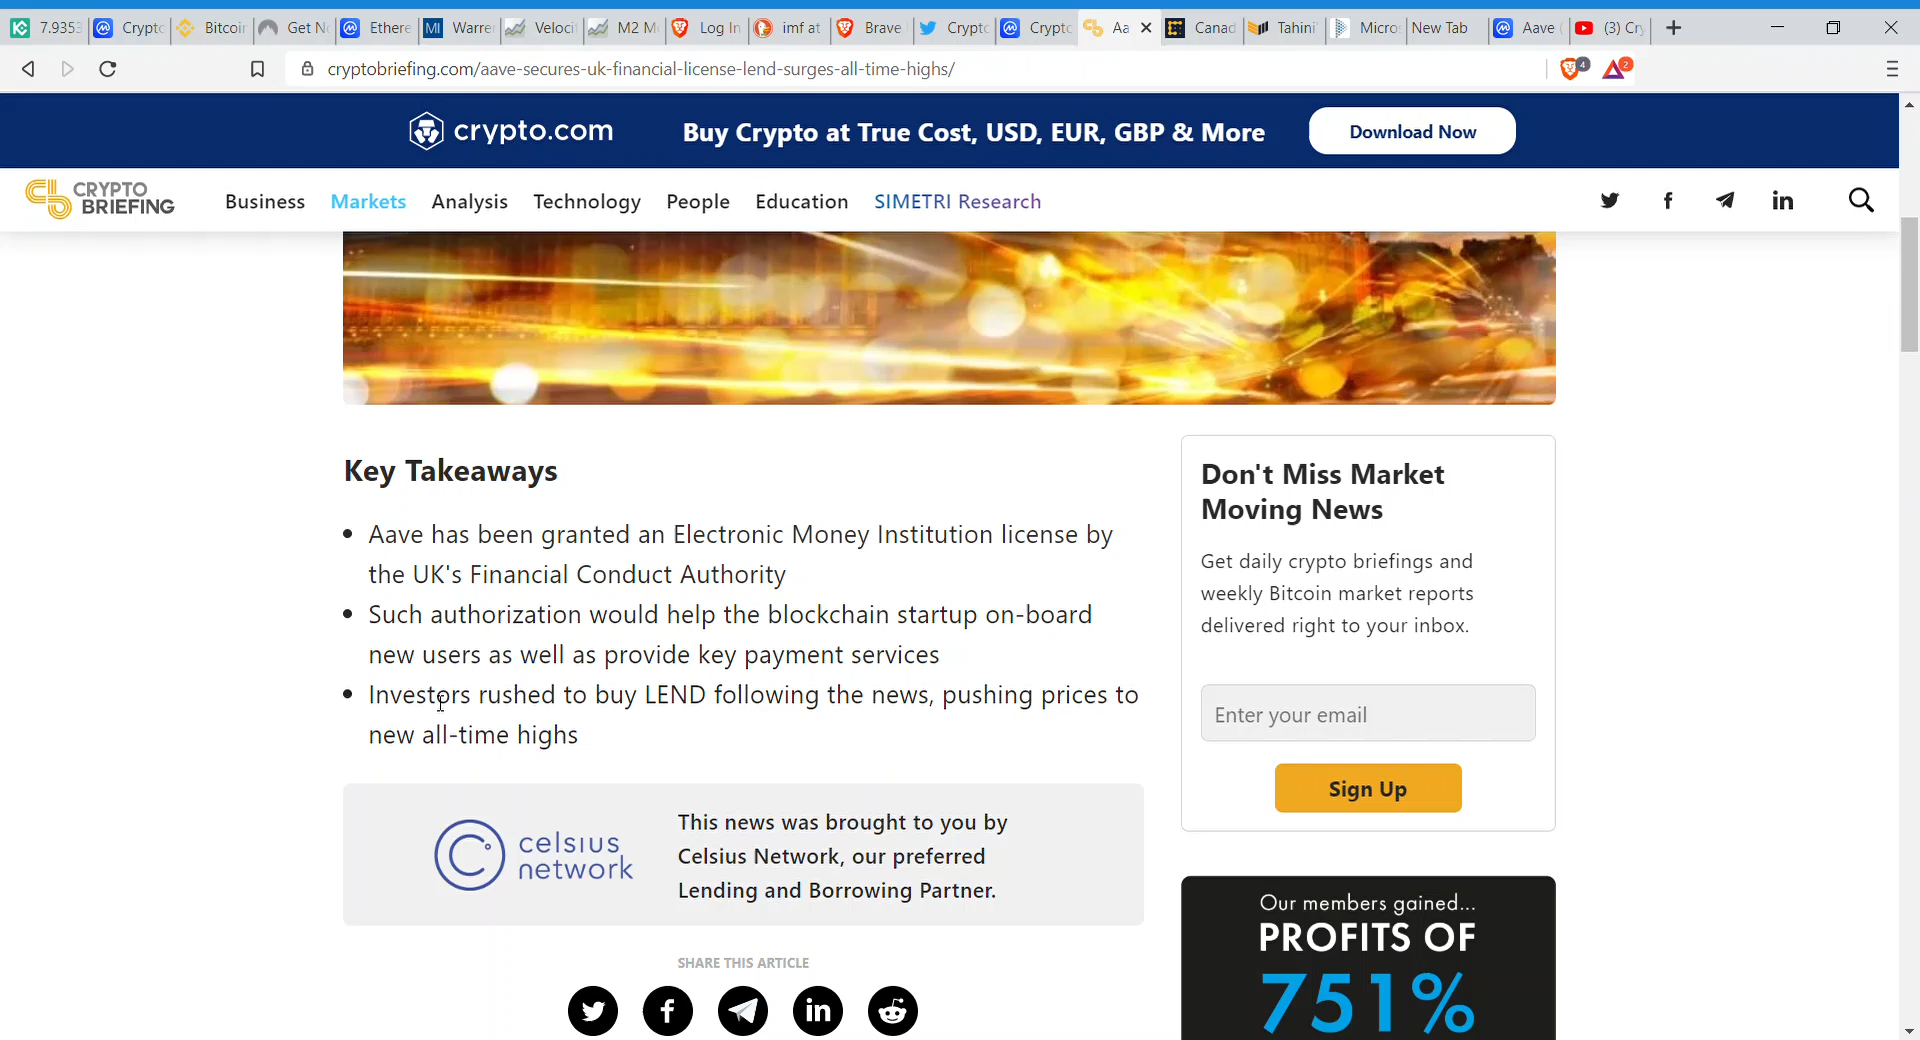 7.935
Crypto
Bitcoin
Get N
Ethere
MI Warre
Veloci
M2 M
Log In
imf at
Brave
Crypto
Crypto
Aa
Canad
Tahini
Micro
New Tab
Aave (
(3) Cr
cryptobriefing.com/aave-secures-uk-financial-license-lend-surges-all-time-highs/
4
2
crypto.com
Buy Crypto at True Cost, USD, EUR, GBP & More
Download Now
CRYPTO
BRIEFING
Business
Markets
Analysis
Technology
People
Education
SIMETRI Research
Key Takeaways
• Aave has been granted an Electronic Money Institution license by
the UK's Financial Conduct Authority
• Such authorization would help the blockchain startup on-board
new users as well as provide key payment services
• Investors rushed to buy LEND following the news, pushing prices to
new all-time highs
celsius
network
This news was brought to you by
Celsius Network, our preferred
Lending and Borrowing Partner.
SHARE THIS ARTICLE
Don't Miss Market
Moving News
Get daily crypto briefings and
weekly Bitcoin market reports
delivered right to your inbox.
Enter your email
Sign Up
Our members gained...
PROFITS OF
751%